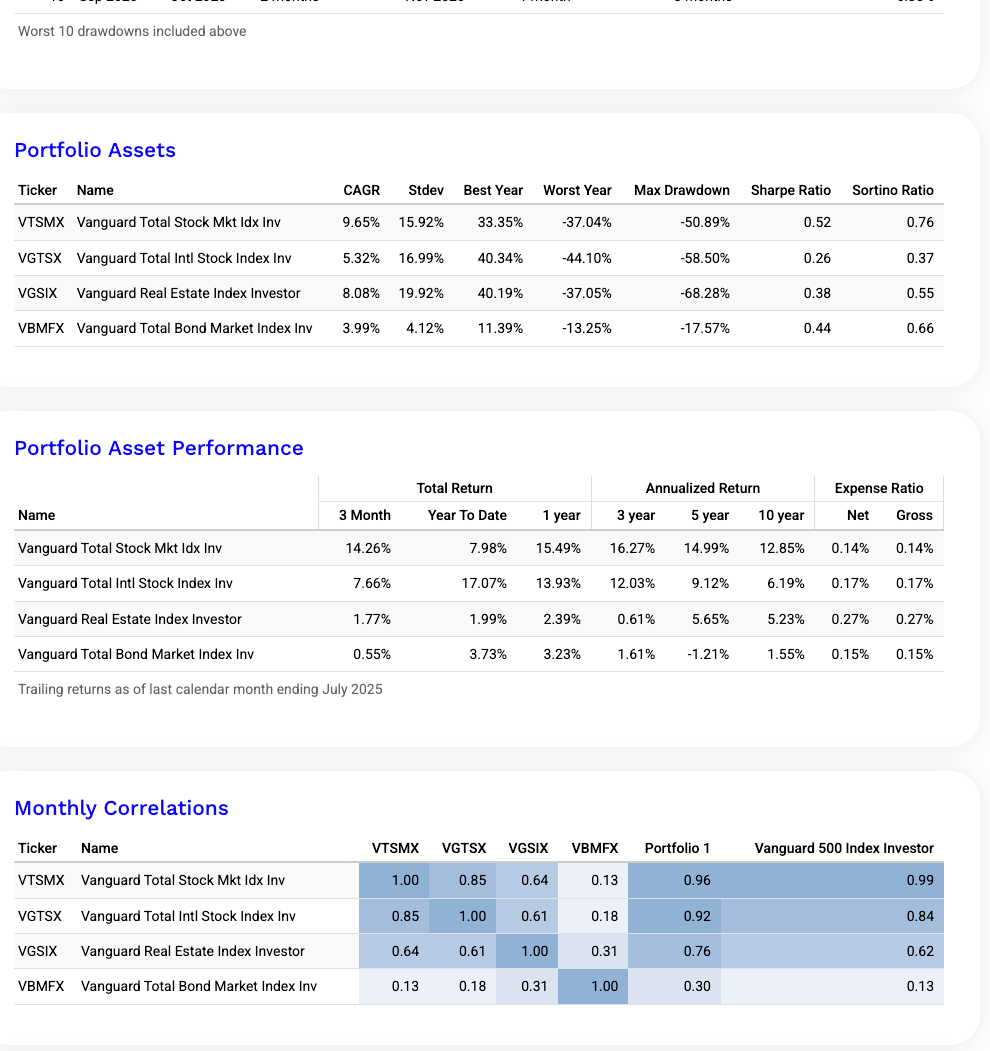 Worst 10 drawdowns included above
Portfolio Assets
Ticker Name CAGR Stdev Best Year Worst Year Max Drawdown Sharpe Ratio Sortino Ratio
VTSMX Vanguard Total Stock Mkt Idx Inv 9.65% 15.92% 33.35% -37.04% -50.89% 0.52 0.76
VGTSX Vanguard Total Intl Stock Index Inv 5.32% 16.99% 40.34% -44.10% -58.50% 0.26 0.37
VGSIX Vanguard Real Estate Index Investor 8.08% 19.92% 40.19% -37.05% -68.28% 0.38 0.55
VBMFX Vanguard Total Bond Market Index Inv 3.99% 4.12% 11.39% -13.25% -17.57% 0.44 0.66
Portfolio Asset Performance
Total Return Annualized Return Expense Ratio
Name 3 Month Year To Date 1 year 3 year 5 year 10 year Net Gross
Vanguard Total Stock Mkt Idx Inv 14.26% 7.98% 15.49% 16.27% 14.99% 12.85% 0.14% 0.14%
Vanguard Total Intl Stock Index Inv 7.66% 17.07% 13.93% 12.03% 9.12% 6.19% 0.17% 0.17%
Vanguard Real Estate Index Investor 1.77% 1.99% 2.39% 0.61% 5.65% 5.23% 0.27% 0.27%
Vanguard Total Bond Market Index Inv 0.55% 3.73% 3.23% 1.61% -1.21% 1.55% 0.15% 0.15%
Trailing returns as of last calendar month ending July 2025
Monthly Correlations
Ticker Name VTSMX VGTSX VGSIX VBMFX Portfolio 1 Vanguard 500 Index Investor
VTSMX Vanguard Total Stock Mkt Idx Inv 1.00 0.85 0.64 0.13 0.96 0.99
VGTSX Vanguard Total Intl Stock Index Inv 0.85 1.00 0.61 0.18 0.92 0.84
VGSIX Vanguard Real Estate Index Investor 0.64 0.61 1.00 0.31 0.76 0.62
VBMFX Vanguard Total Bond Market Index Inv 0.13 0.18 0.31 1.00 0.30 0.13